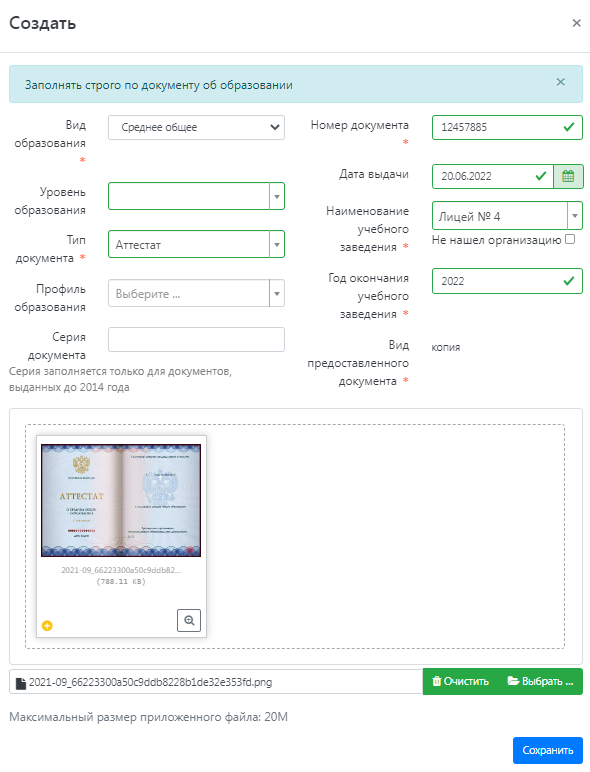 Создать
×
Заполнять строго по документу об образовании
×
Вид
образования
*
Среднее общее
Уровень
образования
Тип
документа *
Аттестат
Профиль
образования
Выберите ...
Серия
документа
Серия заполняется только для документов,
выданных до 2014 года
Номер документа
*
12457885
Дата выдачи
20.06.2022
Наименование
учебного
заведения *
Лицей № 4
Не нашел организацию
Год окончания
учебного
заведения *
2022
Вид
предоставленного
документа *
копия
АТТЕСТАТ
2021-09_66223300a50c9ddb82...
(788.11 KB)
2021-09_66223300a50c9ddb8228b1de32e353fd.png
Очистить
Выбрать ...
Максимальный размер приложенного файла: 20М
Сохранить